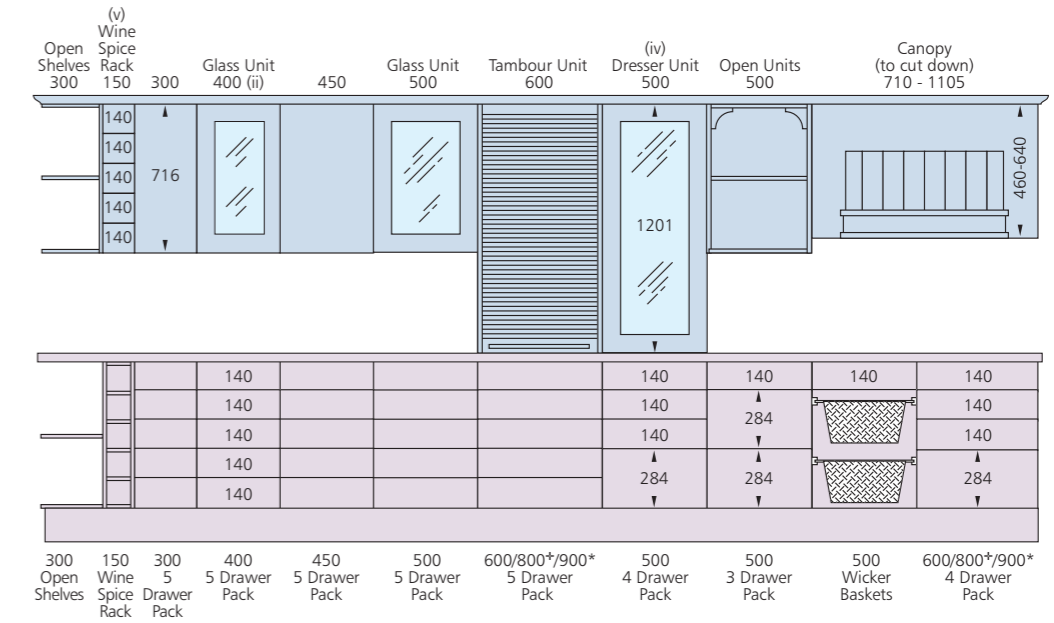 (v)
Wine
Spice
Rack
150
Open
Shelves
300
300
Glass Unit
400 (ii)
450
Glass Unit
500
Tambour Unit
600
(iv)
Dresser Unit
500
Open Units
500
Canopy
(to cut down)
710 - 1105
140
140
140
140
140
716
1201
460-640
140
140
140
140
140
140
140
140
284
140
284
284
140
140
140
140
284
300
Open
Shelves
150
Wine
Spice
Rack
300
5
Drawer
Pack
400
5 Drawer
Pack
450
5 Drawer
Pack
500
5 Drawer
Pack
600/800✢/900*
5 Drawer
Pack
500
4 Drawer
Pack
500
3 Drawer
Pack
500
Wicker
Baskets
600/800✢/900*
4 Drawer
Pack